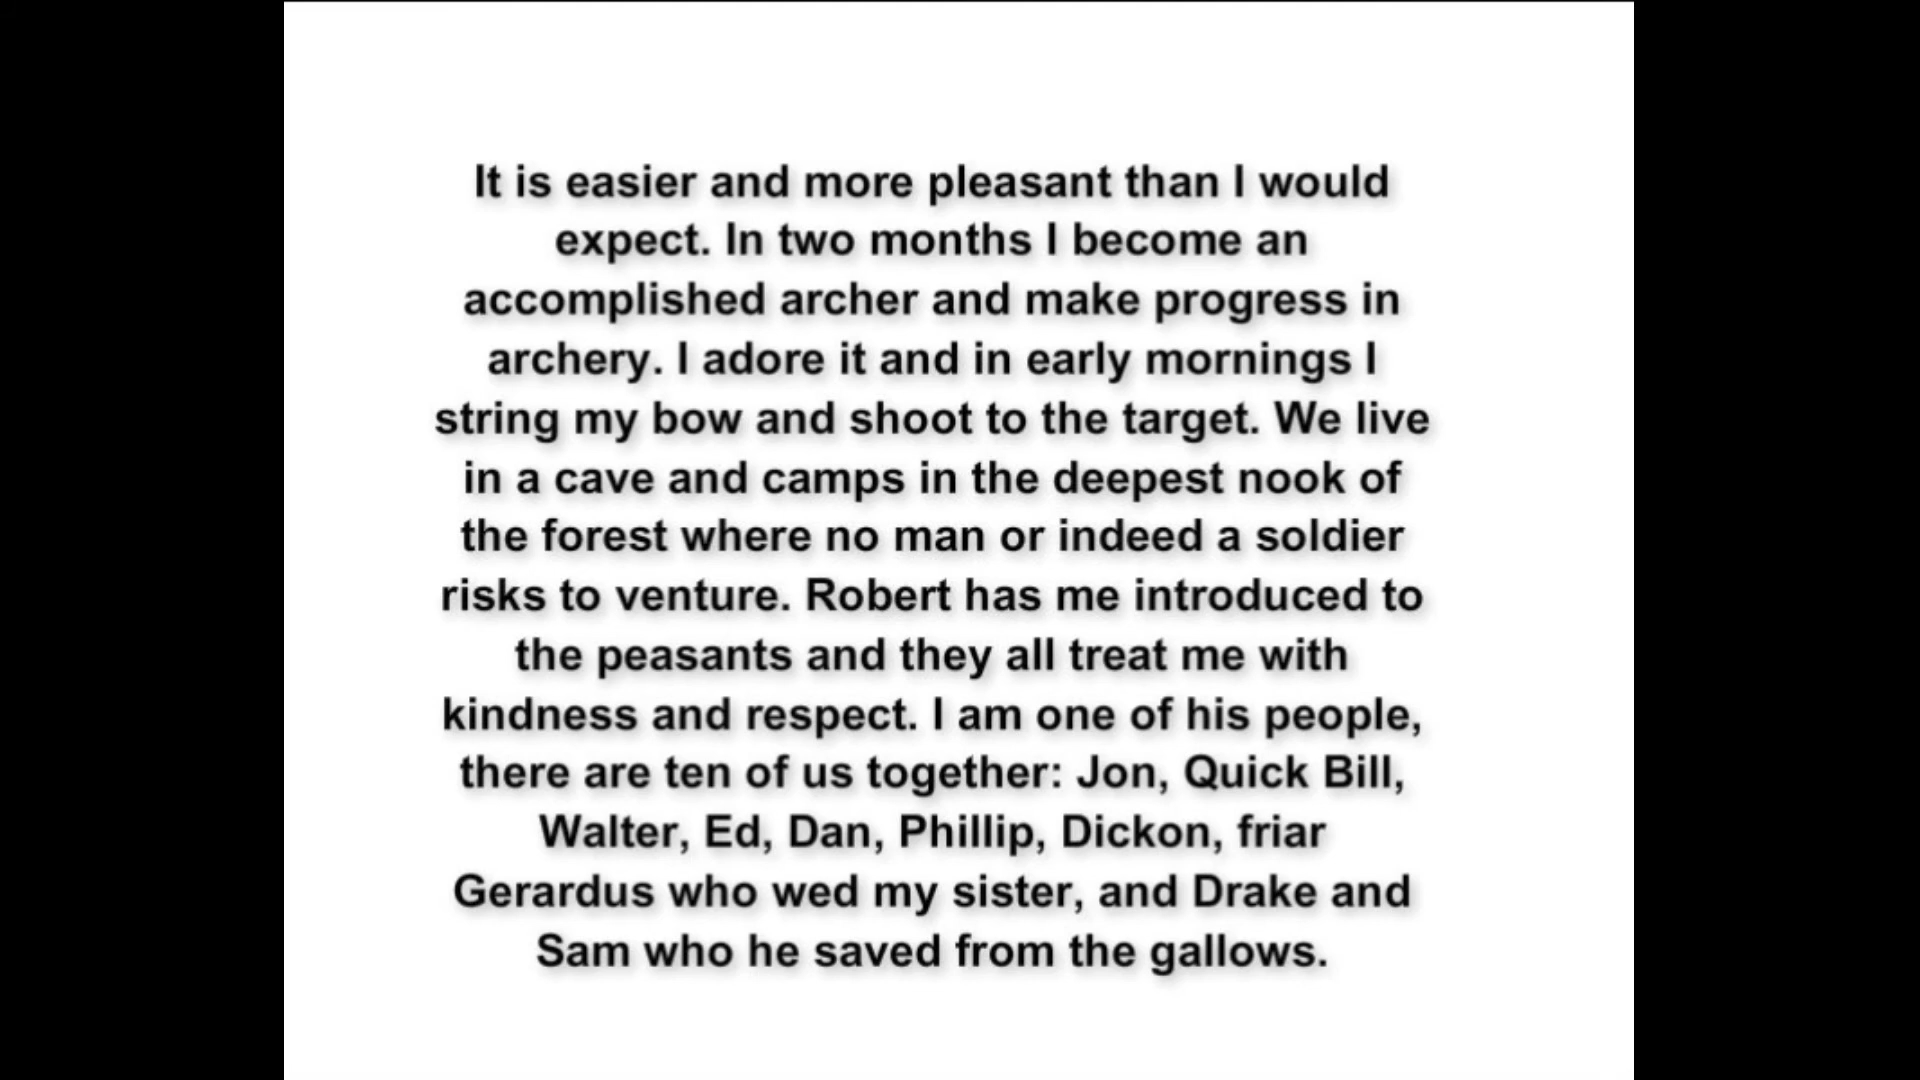 It is easier and more pleasant than I would
expect. In two months I become an
accomplished archer and make progress in
archery. I adore it and in early mornings I
string my bow and shoot to the target. We live
in a cave and camps in the deepest nook of
the forest where no man or indeed a soldier
risks to venture. Robert has me introduced to
the peasants and they all treat me with
kindness and respect. I am one of his people,
there are ten of us together: Jon, Quick Bill,
Walter, Ed, Dan, Phillip, Dickon, friar
Gerardus who wed my sister, and Drake and
Sam who he saved from the gallows.